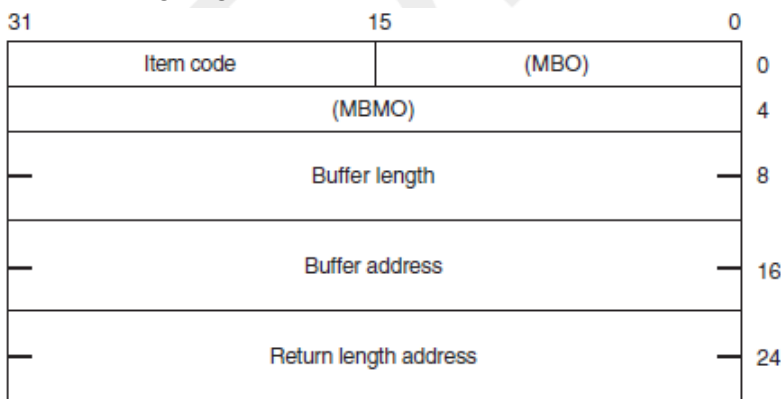 31 15 0
Item code (MBO) 0
(MBMO) 4
Buffer length 8
Buffer address 16
Return length address 24